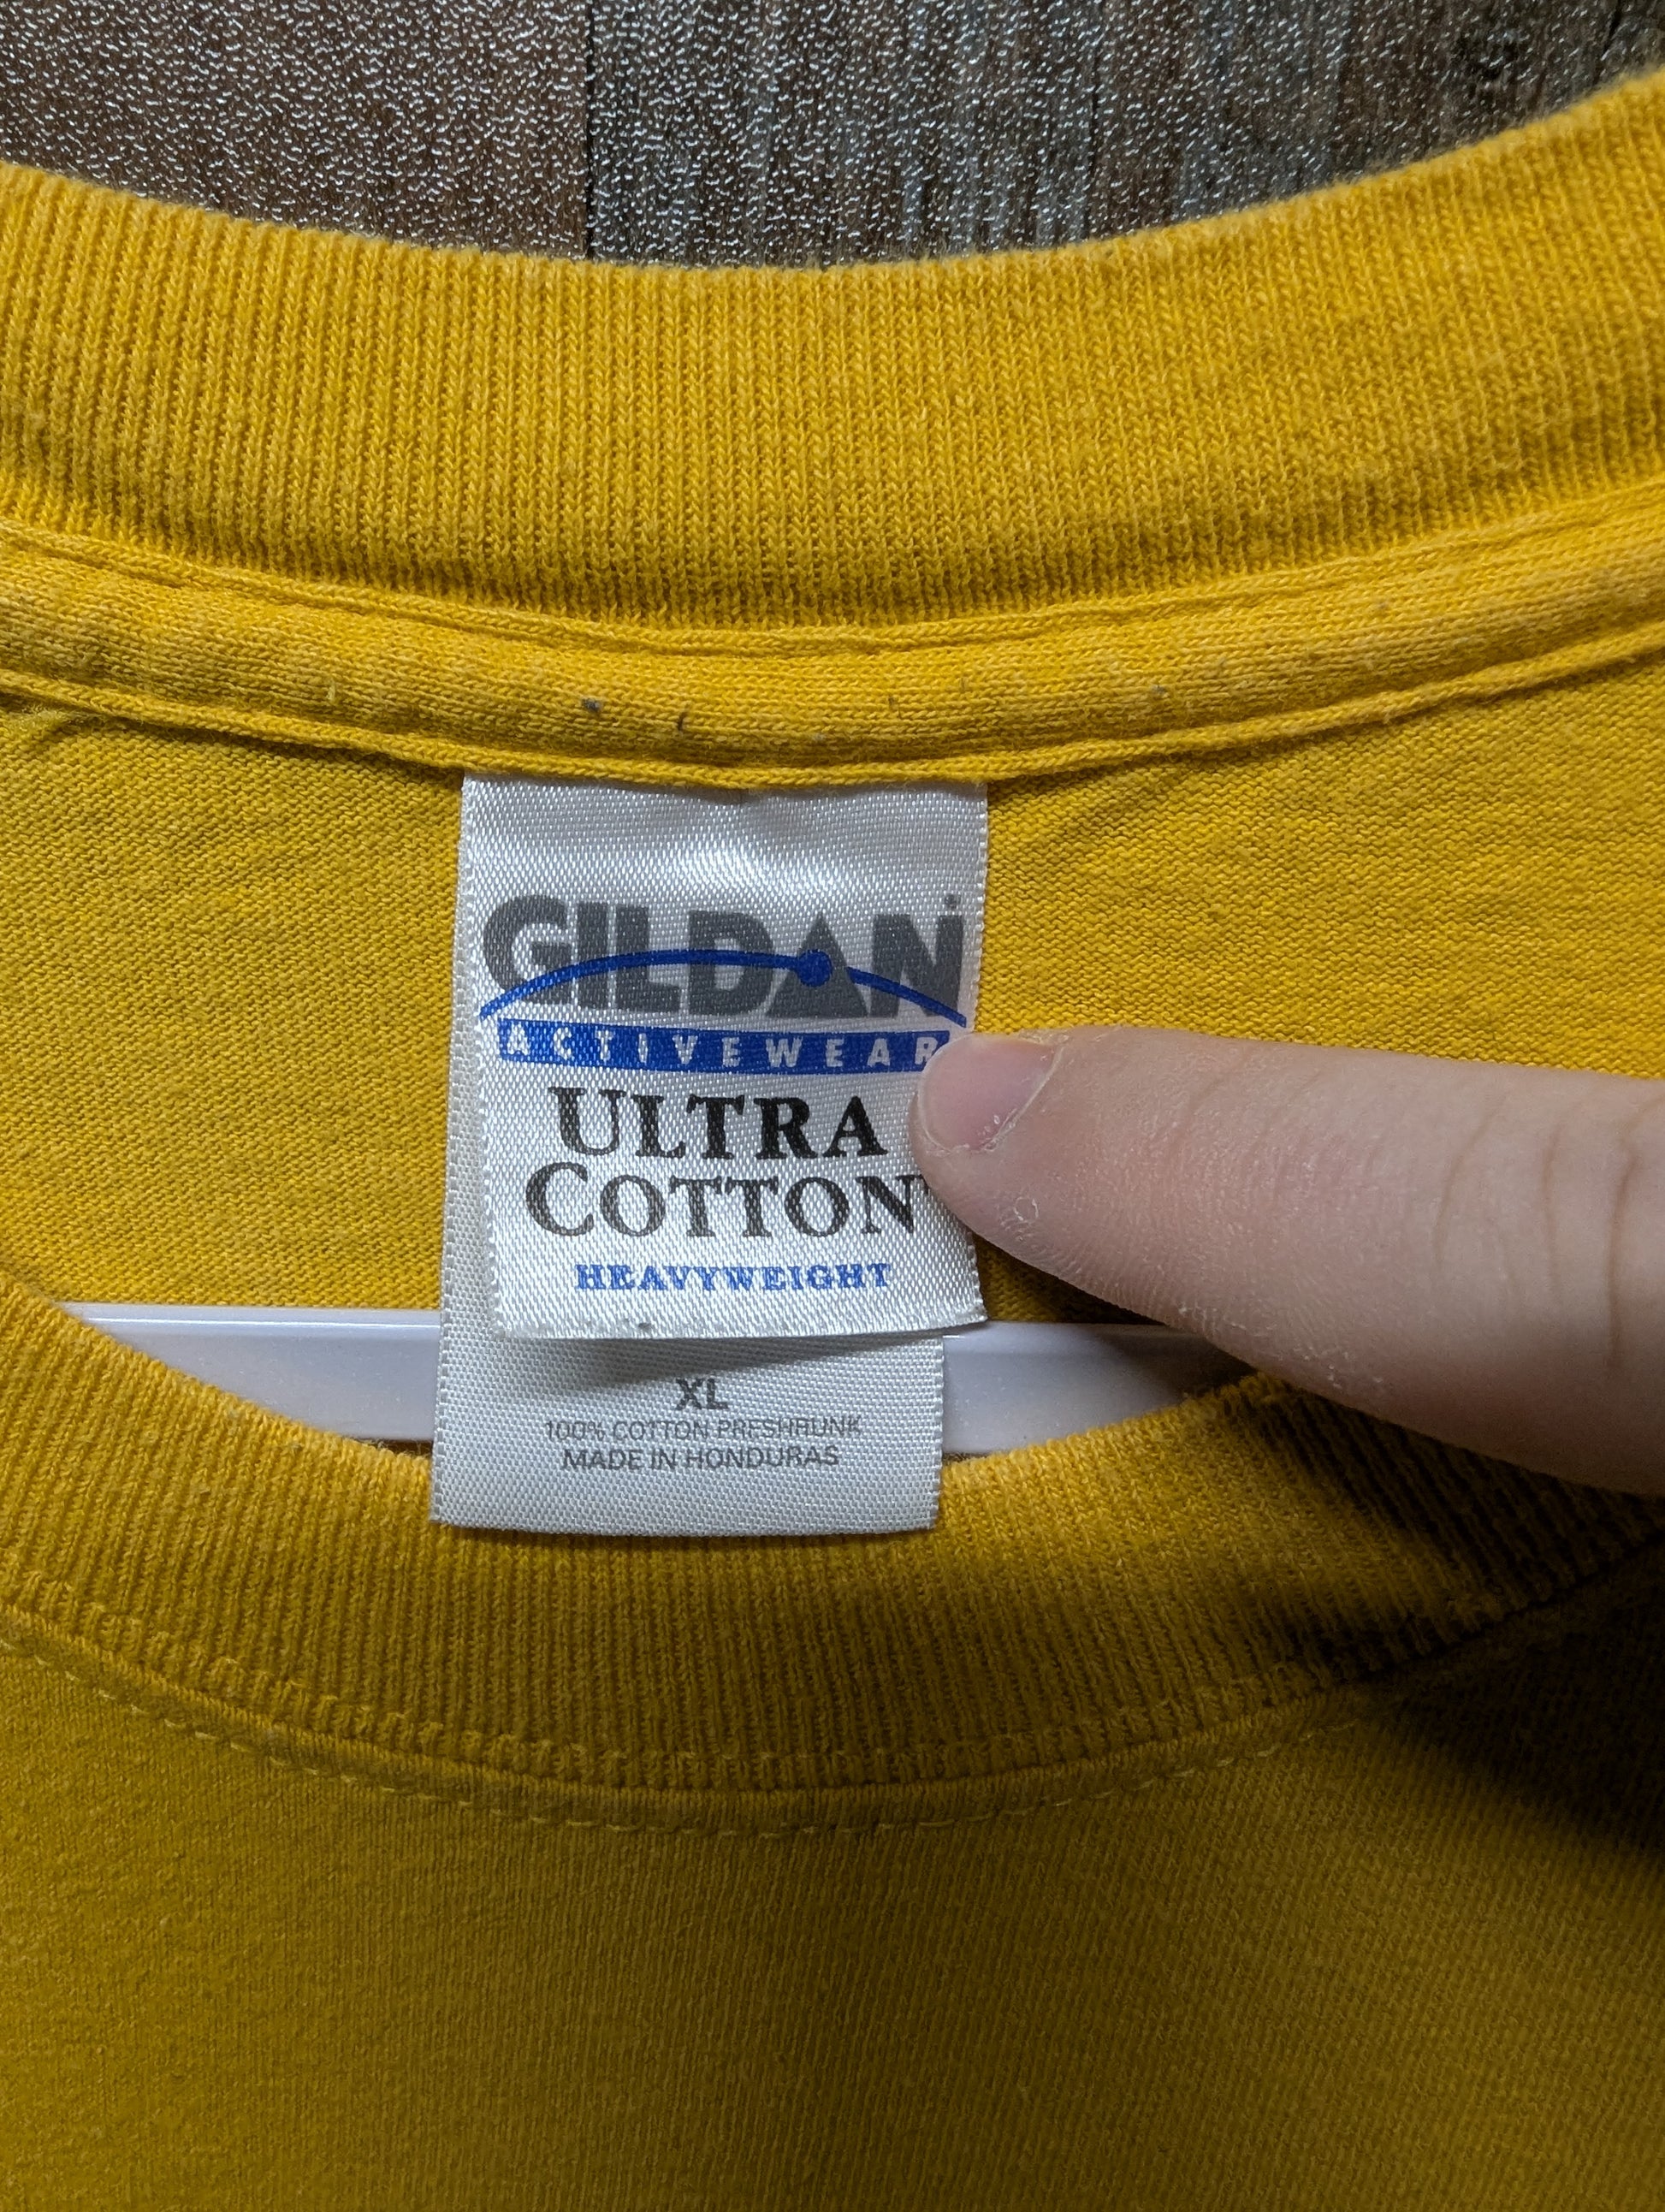 GILDAN
ACTIVEWEAR
ULTRA
COTTON
HEAVYWEIGHT
XL
100% COTTON PRESHRUNK
MADE IN HONDURAS